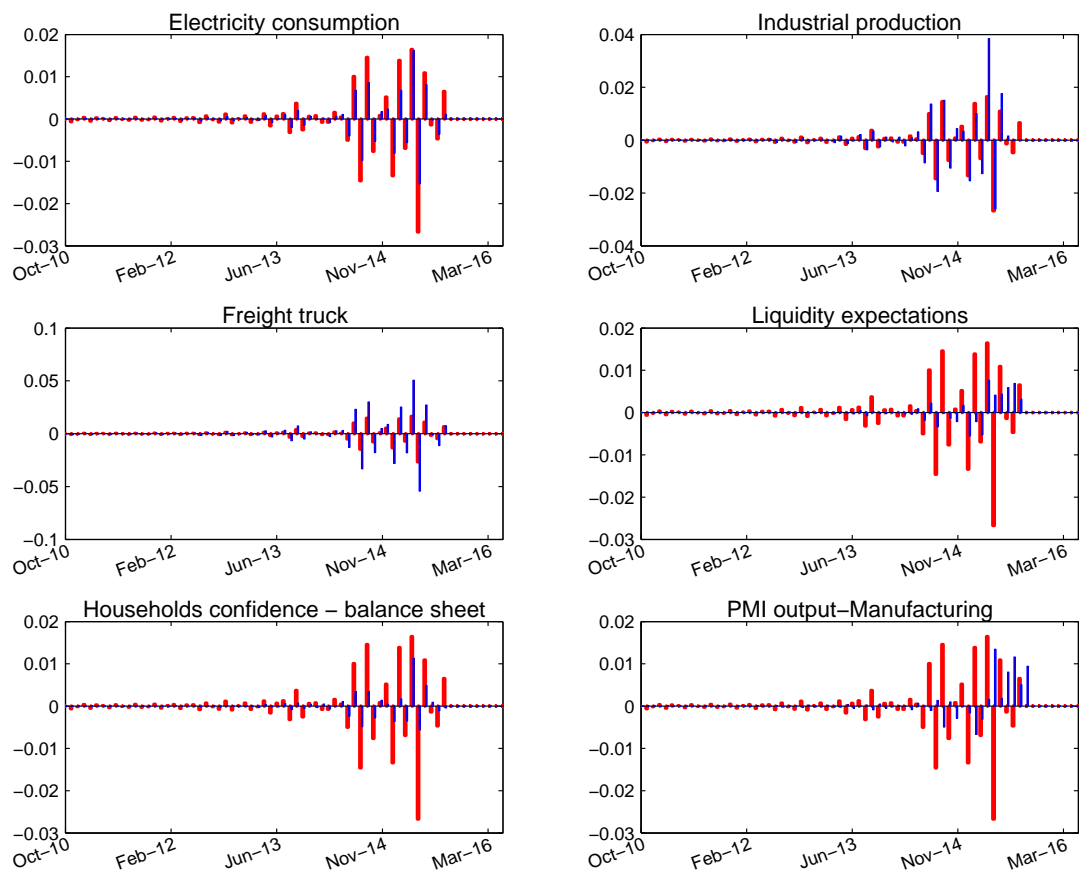 Electricity consumption
0.02
0.01
0
−0.01
−0.02
−0.03
Oct−10
Feb−12
Jun−13
Nov−14
Mar−16
Industrial production
0.04
0.02
0
−0.02
−0.04
Oct−10
Feb−12
Jun−13
Nov−14
Mar−16
Freight truck
0.1
0.05
0
−0.05
−0.1
Oct−10
Feb−12
Jun−13
Nov−14
Mar−16
Liquidity expectations
0.02
0.01
0
−0.01
−0.02
−0.03
Oct−10
Feb−12
Jun−13
Nov−14
Mar−16
Households confidence − balance sheet
0.02
0.01
0
−0.01
−0.02
−0.03
Oct−10
Feb−12
Jun−13
Nov−14
Mar−16
PMI output−Manufacturing
0.02
0.01
0
−0.01
−0.02
−0.03
Oct−10
Feb−12
Jun−13
Nov−14
Mar−16